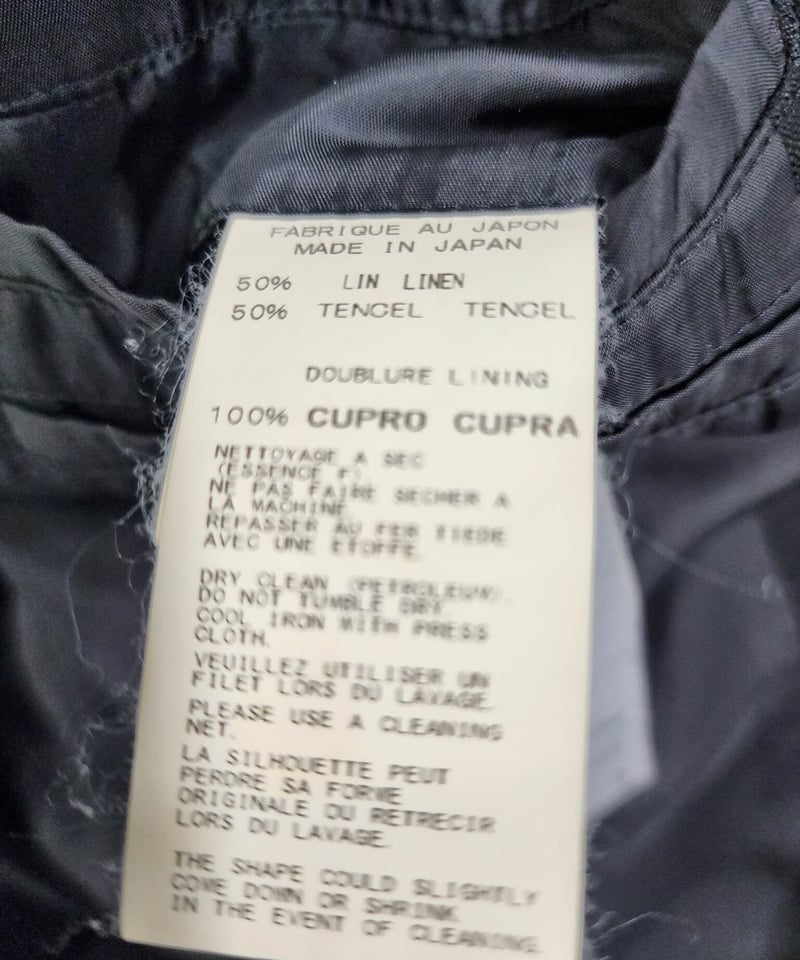 FABRIQUE AU JAPON
MADE IN JAPAN
50% LIN LINEN
50% TENCEL TENCEL
DOUBLURE LINING
100% CUPRO CUPRA
NETTOYAGE A SEC
(ESSENCE F).
NE PAS FAIRE SECHER A
LA MACHINE.
REPASSER AU FER TIEDE
AVEC UNE ETOFFE.
DRY CLEAN (PETROLEUM).
DO NOT TUMBLE DRY.
COOL IRON WITH PRESS
CLOTH.
VEUILLEZ UTILISER UN
FILET LORS DU LAVAGE.
PLEASE USE A CLEANING
NET.
LA SILHOUETTE PEUT
PERDRE SA FORME
ORIGINALE OU RETRECIR
LORS DU LAVAGE.
THE SHAPE COULD SLIGHTLY
COME DOWN OR SHRINK
IN THE EVENT OF CLEANING.